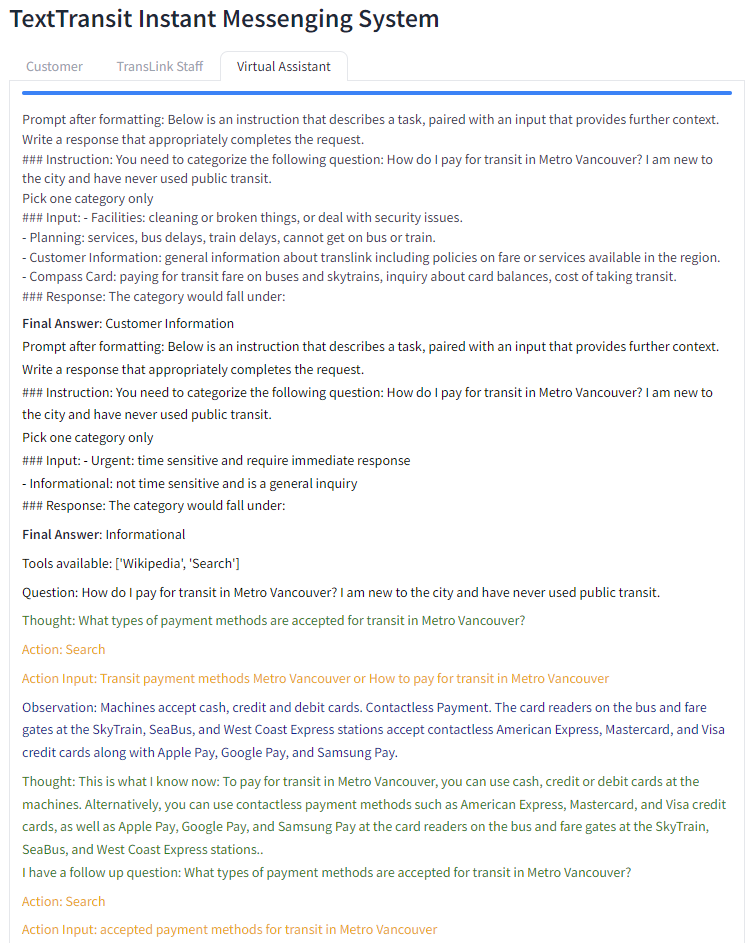 TextTransit Instant Messenging System
Customer
TransLink Staff
Virtual Assistant
Prompt after formatting: Below is an instruction that describes a task, paired with an input that provides further context.
Write a response that appropriately completes the request.
### Instruction: You need to categorize the following question: How do I pay for transit in Metro Vancouver? I am new to
the city and have never used public transit.
Pick one category only
### Input: - Facilities: cleaning or broken things, or deal with security issues.
- Planning: services, bus delays, train delays, cannot get on bus or train.
- Customer Information: general information about translink including policies on fare or services available in the region.
- Compass Card: paying for transit fare on buses and skytrains, inquiry about card balances, cost of taking transit.
### Response: The category would fall under:
Final Answer: Customer Information
Prompt after formatting: Below is an instruction that describes a task, paired with an input that provides further context.
Write a response that appropriately completes the request.
### Instruction: You need to categorize the following question: How do I pay for transit in Metro Vancouver? I am new to
the city and have never used public transit.
Pick one category only
### Input: - Urgent: time sensitive and require immediate response
- Informational: not time sensitive and is a general inquiry
### Response: The category would fall under:
Final Answer: Informational
Tools available: ['Wikipedia', 'Search']
Question: How do I pay for transit in Metro Vancouver? I am new to the city and have never used public transit.
Thought: What types of payment methods are accepted for transit in Metro Vancouver?
Action: Search
Action Input: Transit payment methods Metro Vancouver or How to pay for transit in Metro Vancouver
Observation: Machines accept cash, credit and debit cards. Contactless Payment. The card readers on the bus and fare
gates at the SkyTrain, SeaBus, and West Coast Express stations accept contactless American Express, Mastercard, and Visa
credit cards along with Apple Pay, Google Pay, and Samsung Pay.
Thought: This is what I know now: To pay for transit in Metro Vancouver, you can use cash, credit or debit cards at the
machines. Alternatively, you can use contactless payment methods such as American Express, Mastercard, and Visa credit
cards, as well as Apple Pay, Google Pay, and Samsung Pay at the card readers on the bus and fare gates at the SkyTrain,
SeaBus, and West Coast Express stations..
I have a follow up question: What types of payment methods are accepted for transit in Metro Vancouver?
Action: Search
Action Input: accepted payment methods for transit in Metro Vancouver